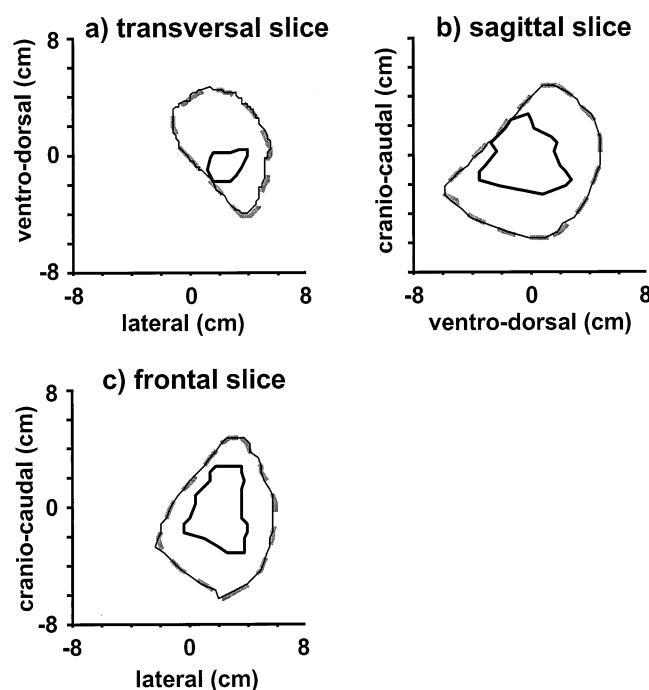 a) transversal slice
8
0
-8
ventro-dorsal (cm)
-8 0 8
lateral (cm)
b) sagittal slice
cranio-caudal (cm)
-8 0 8
ventro-dorsal (cm)
c) frontal slice
8
0
-8
cranio-caudal (cm)
-8 0 8
lateral (cm)